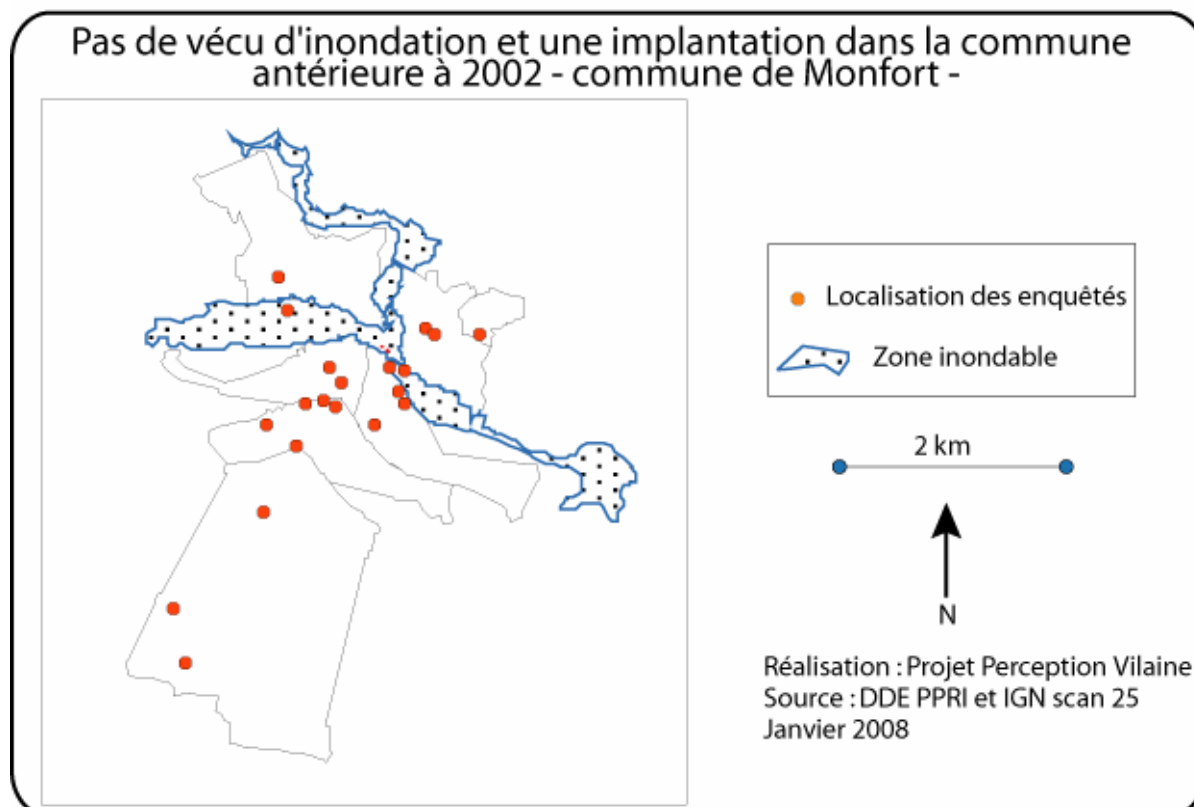 Pas de vécu d'inondation et une implantation dans la commune
antérieure à 2002 - commune de Monfort -
Localisation des enquêtés
Zone inondable
2 km
N
Réalisation : Projet Perception Vilaine
Source : DDE PPRI et IGN scan 25
Janvier 2008